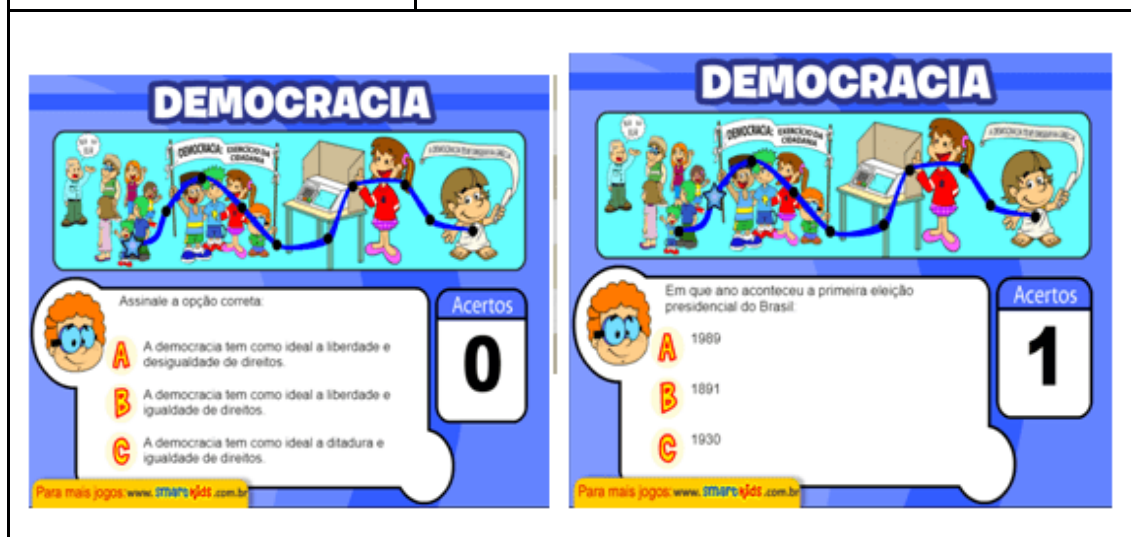 DEMOCRACIA
DEMOCRACIA: EXERCÍCIO DA
CIDADANIA
Assinale a opção correta:
A
A democracia tem como ideal a liberdade e
desigualdade de direitos.
B
A democracia tem como ideal a liberdade e
igualdade de direitos.
C
A democracia tem como ideal a ditadura e
igualdade de direitos.
Acertos
0
Para mais jogos: www.smartkids.com.br
DEMOCRACIA
DEMOCRACIA: EXERCÍCIO DA
CIDADANIA
Em que ano aconteceu a primeira eleição
presidencial do Brasil:
A
1989
B
1891
C
1930
Acertos
1
Para mais jogos: www.smartkids.com.br